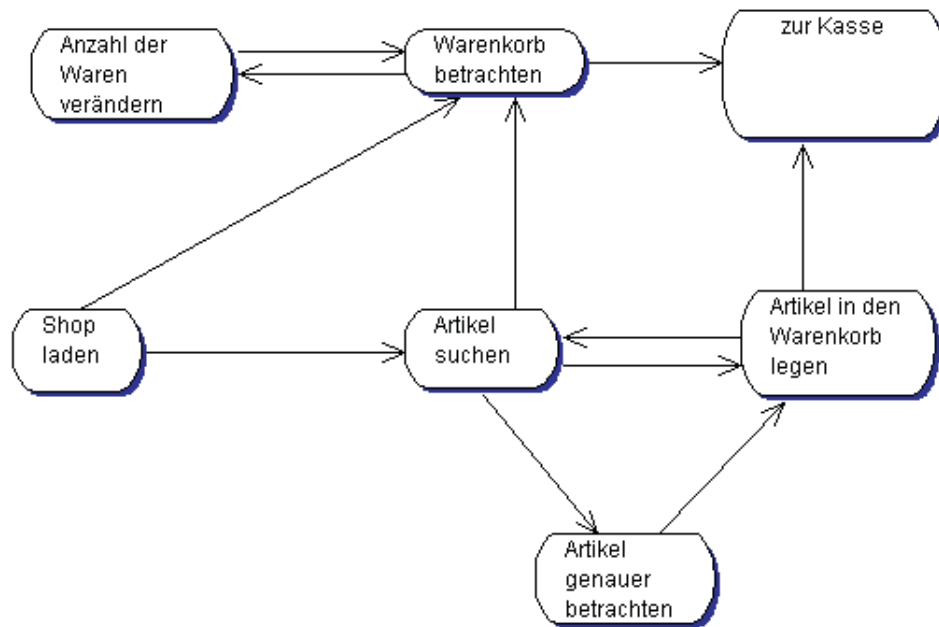 Anzahl der
Waren
verändern
Warenkorb
betrachten
zur Kasse
Shop
laden
Artikel
suchen
Artikel in den
Warenkorb
legen
Artikel
genauer
betrachten